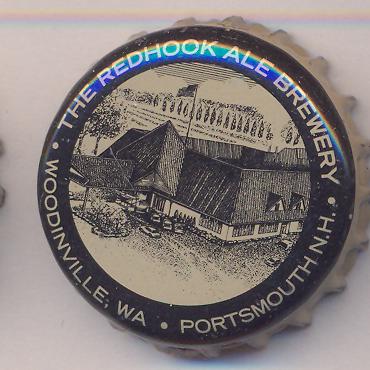 • THE REDHOOK ALE BREWERY •
WOODINVILLE, WA • PORTSMOUTH N.H.